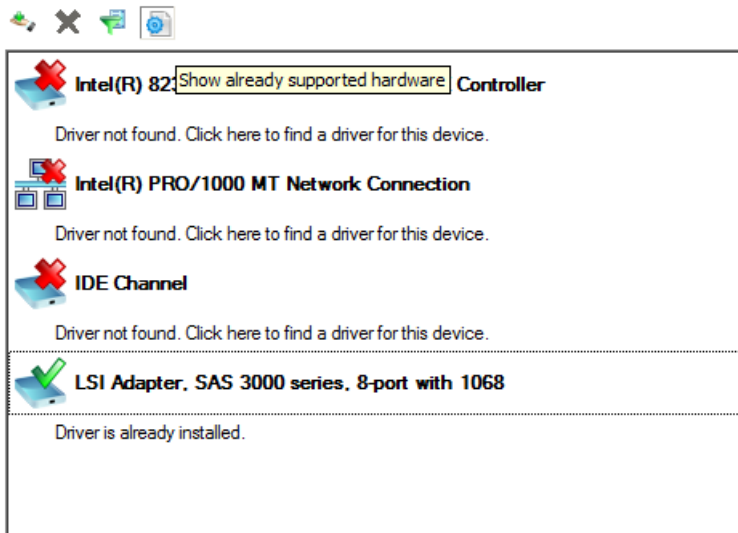 Show already supported hardware
Intel(R) 82 Controller
Driver not found. Click here to find a driver for this device.
Intel(R) PRO/1000 MT Network Connection
Driver not found. Click here to find a driver for this device.
IDE Channel
Driver not found. Click here to find a driver for this device.
LSI Adapter, SAS 3000 series, 8-port with 1068
Driver is already installed.